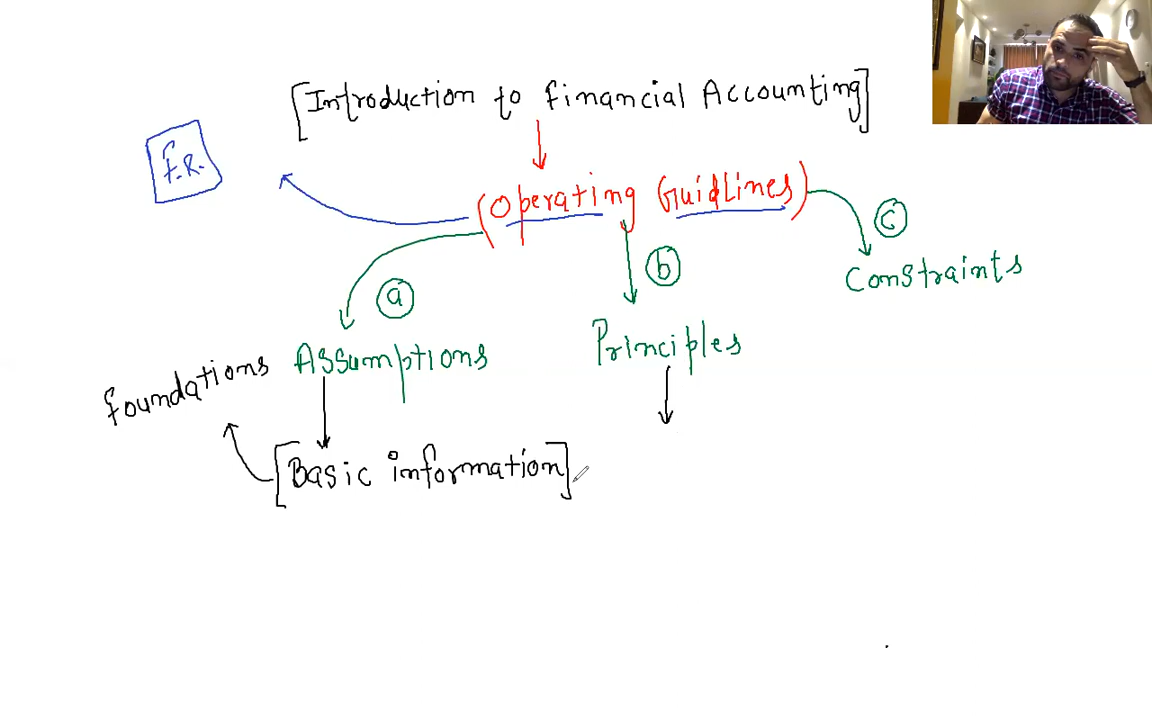 [Introduction to financial Accounting]
F.R.
(Operating GuidLines)
c
b
Constraints
a
Principles
Assumptions
foundations
[Basic information]